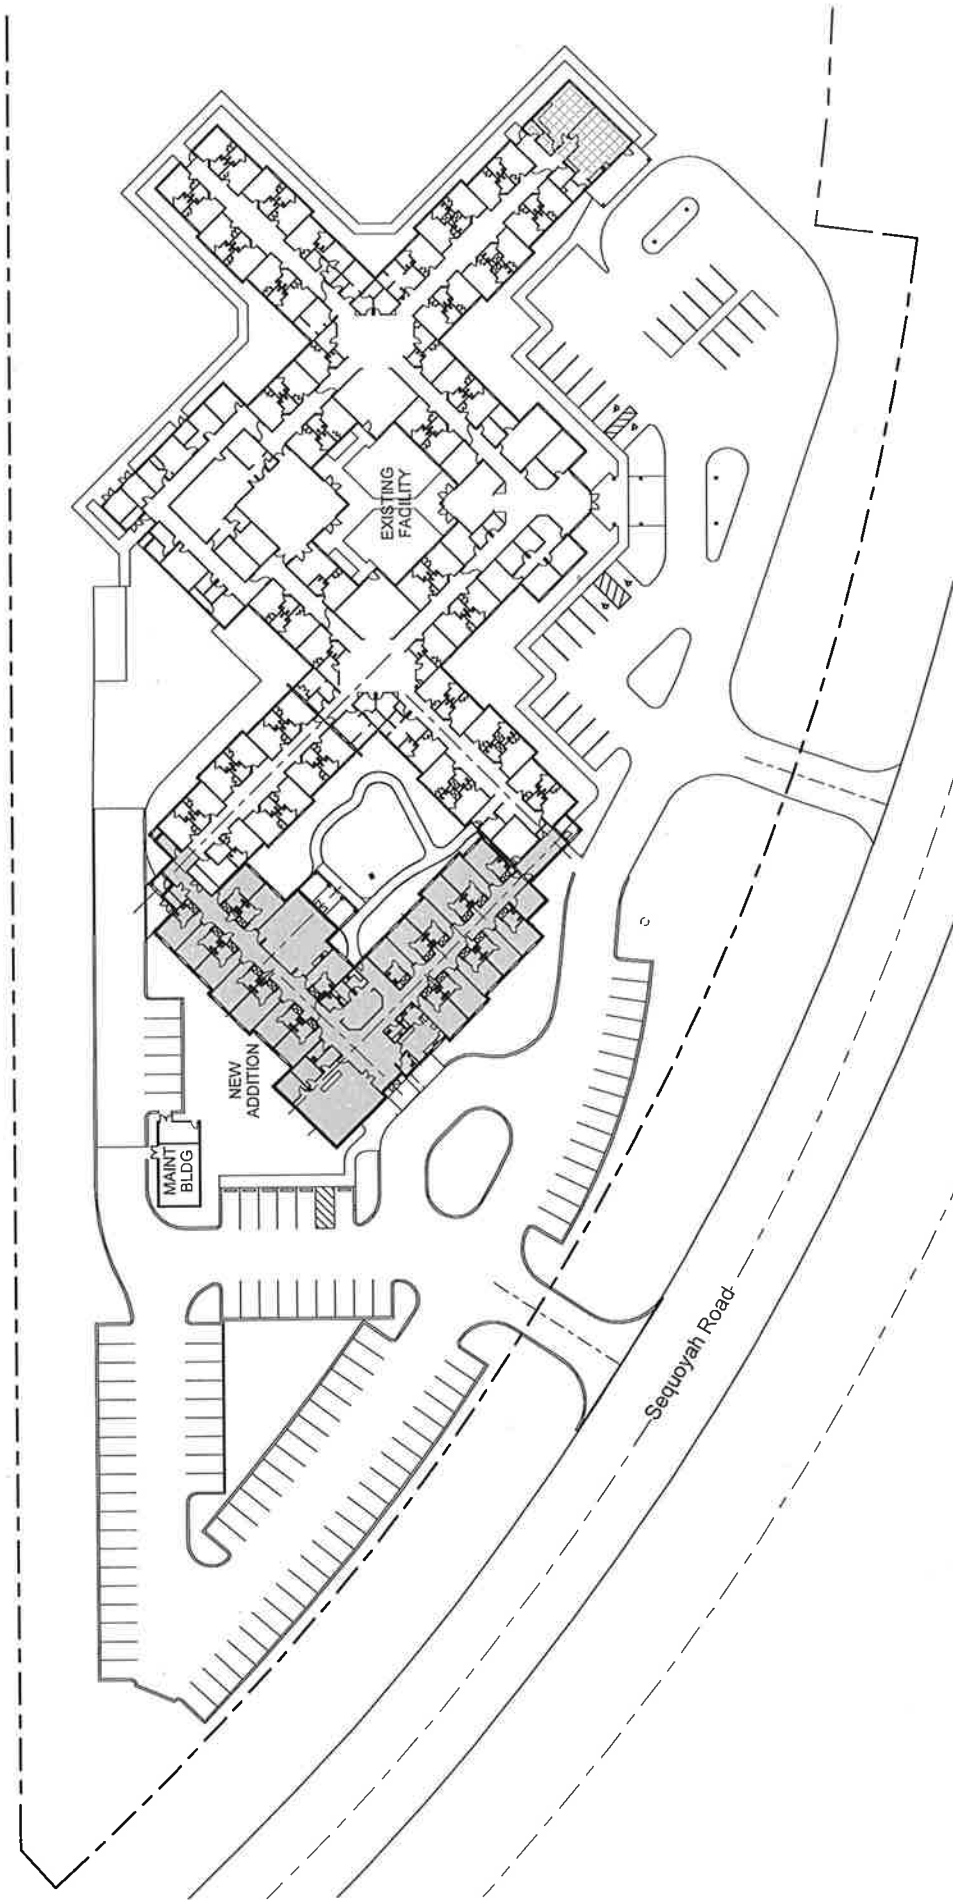 EXISTING
FACILITY
NEW
ADDITION
MAINT
BLDG
Sequoyah Road